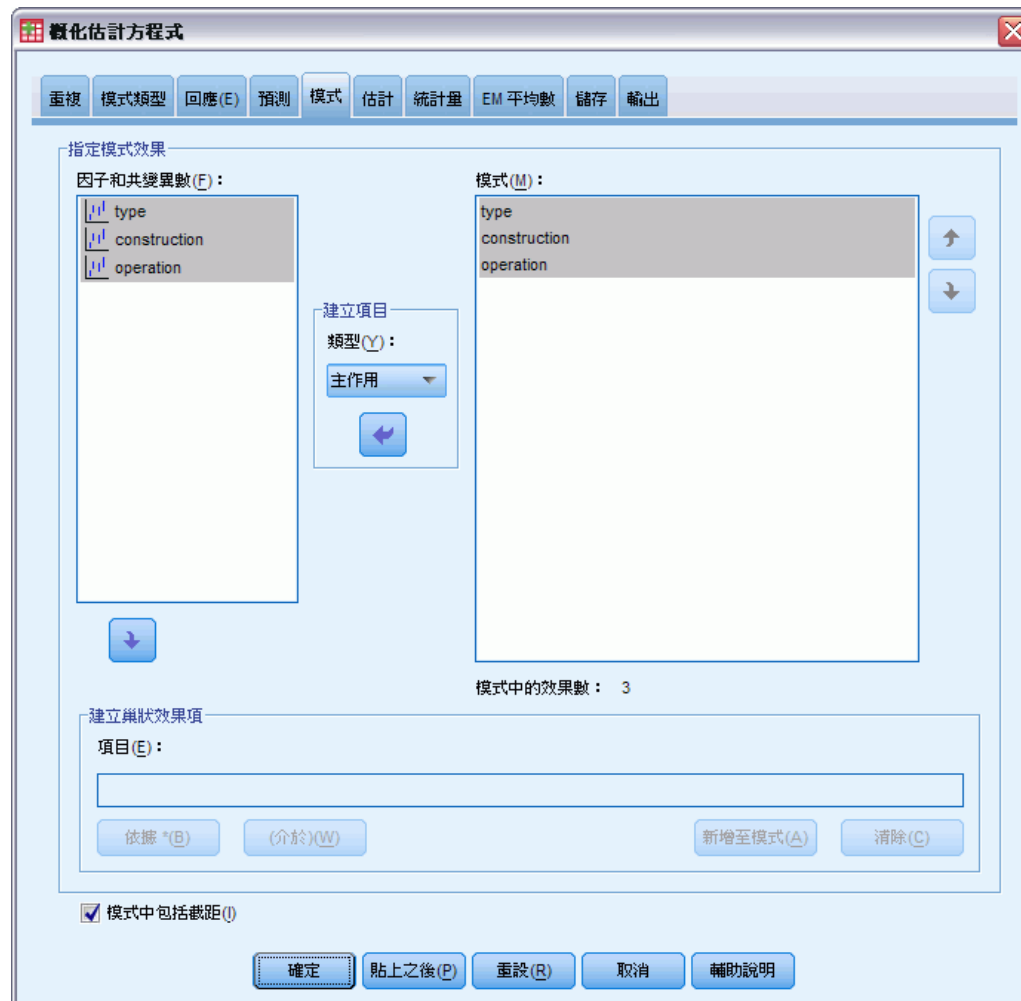 概化估計方程式
重複 模式類型 回應(E) 預測 模式 估計 統計量 EM 平均數 儲存 輸出
指定模式效果
因子和共變異數(F)：
type
construction
operation
建立項目
類型(Y)：
主作用
模式(M)：
type
construction
operation
模式中的效果數： 3
建立巢狀效果項
項目(E)：
依據 *(B) (介於)(W) 新增至模式(A) 清除(C)
模式中包括截距(I)
確定 貼上之後(P) 重設(R) 取消 輔助說明